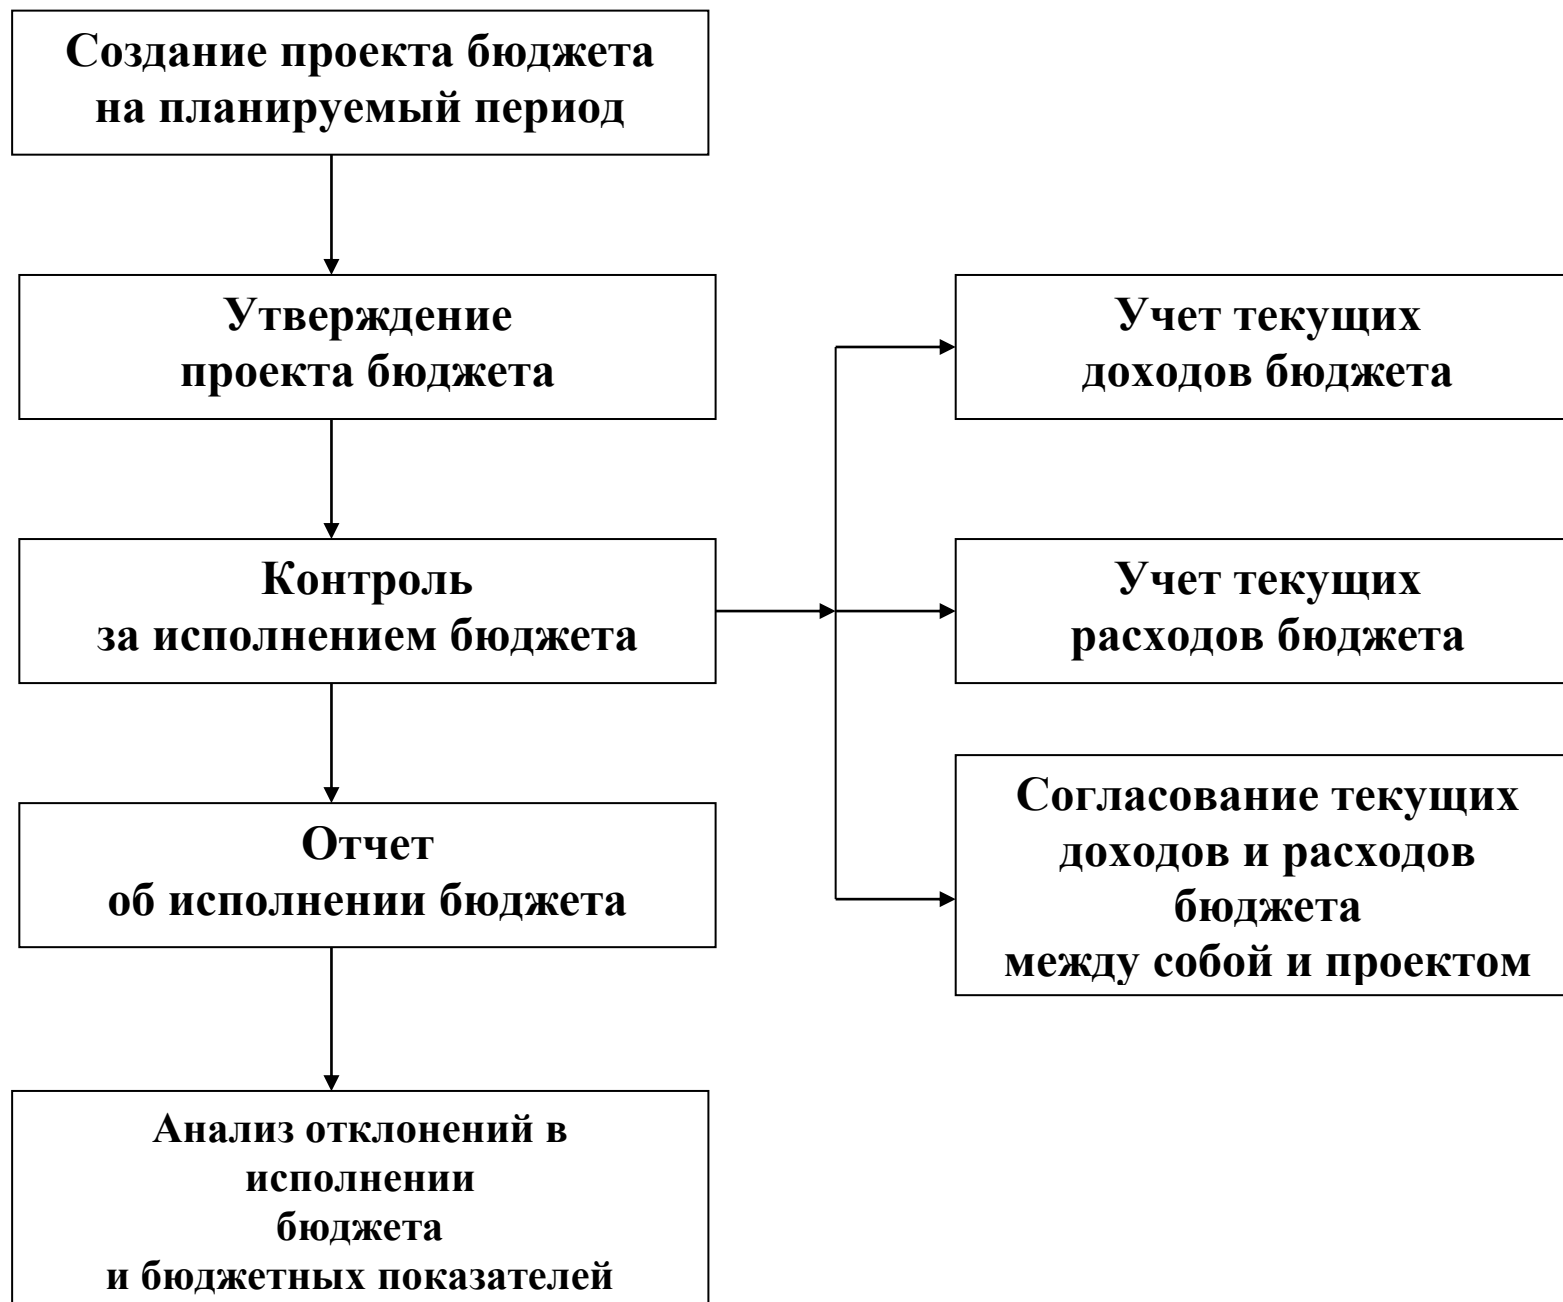 Создание проекта бюджета
на планируемый период
Утверждение
проекта бюджета
Учет текущих
доходов бюджета
Контроль
за исполнением бюджета
Учет текущих
расходов бюджета
Согласование текущих
доходов и расходов
бюджета
между собой и проектом
Отчет
об исполнении бюджета
Анализ отклонений в
исполнении
бюджета
и бюджетных показателей